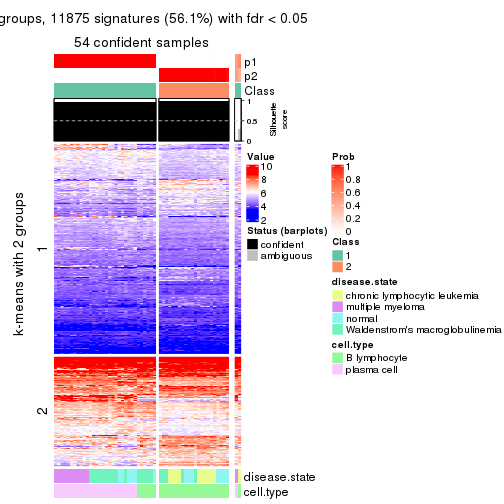 groups, 11875 signatures (56.1%) with fdr < 0.05
54 confident samples
p1
p2
Class
1
0.5
0
Silhouette
score
k-means with 2 groups
1
2
Value
10
8
6
4
2
Status (barplots)
confident
ambiguous
Prob
1
0.8
0.6
0.4
0.2
0
Class
1
2
disease.state
chronic lymphocytic leukemia
multiple myeloma
normal
Waldenstrom's macroglobulinemia
cell.type
B lymphocyte
plasma cell
disease.state
cell.type